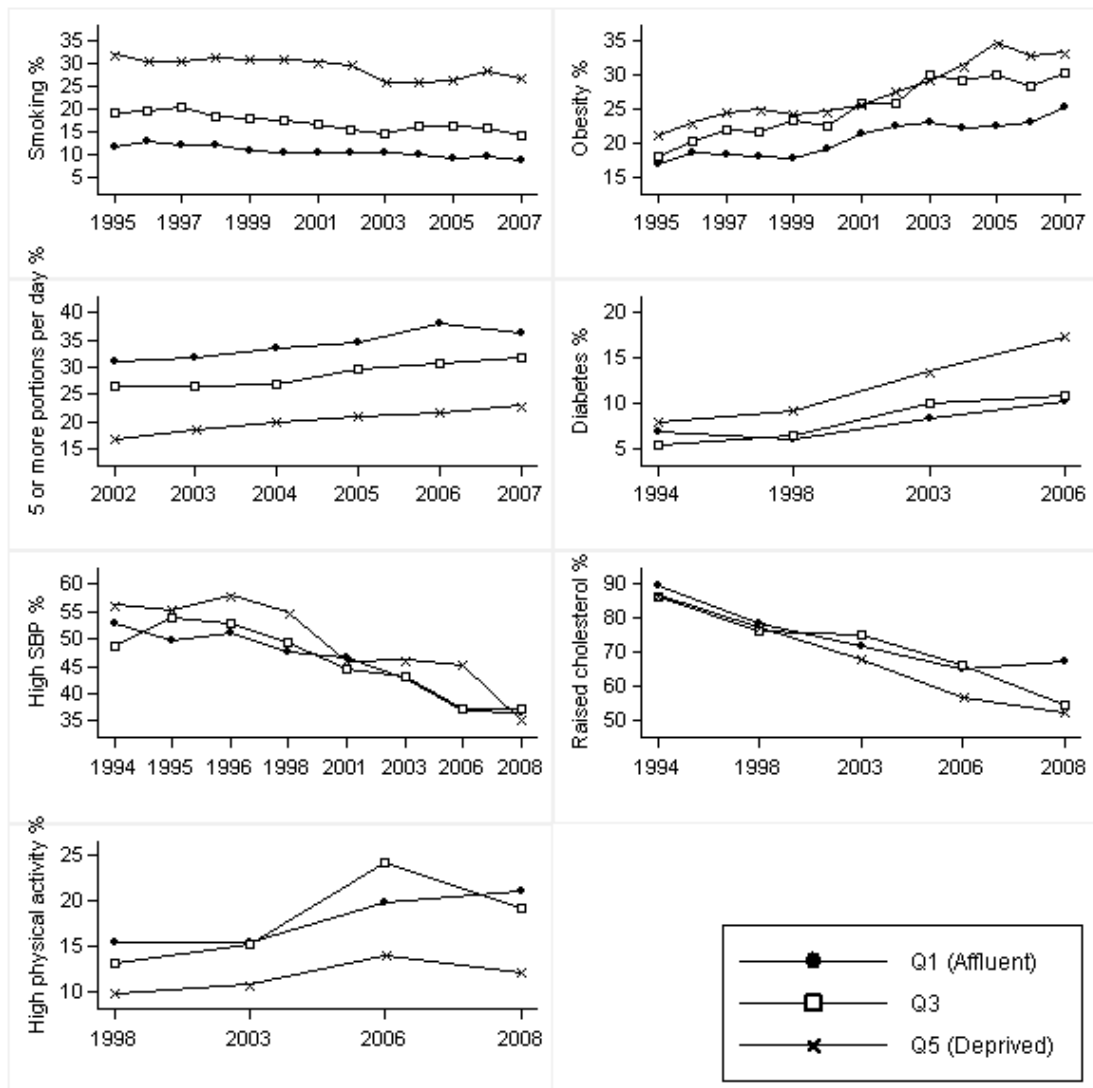 Smoking %
35
30
25
20
15
10
5
1995 1997 1999 2001 2003 2005 2007
Obesity %
35
30
25
20
15
1995 1997 1999 2001 2003 2005 2007
5 or more portions per day %
40
35
30
25
20
15
2002 2003 2004 2005 2006 2007
Diabetes %
20
15
10
5
1994 1998 2003 2006
High SBP %
60
55
50
45
40
35
1994 1995 1996 1998 2001 2003 2006 2008
Raised cholesterol %
90
80
70
60
50
1994 1998 2003 2006 2008
High physical activity %
25
20
15
10
1998 2003 2006 2008
Q1 (Affluent)
Q3
Q5 (Deprived)